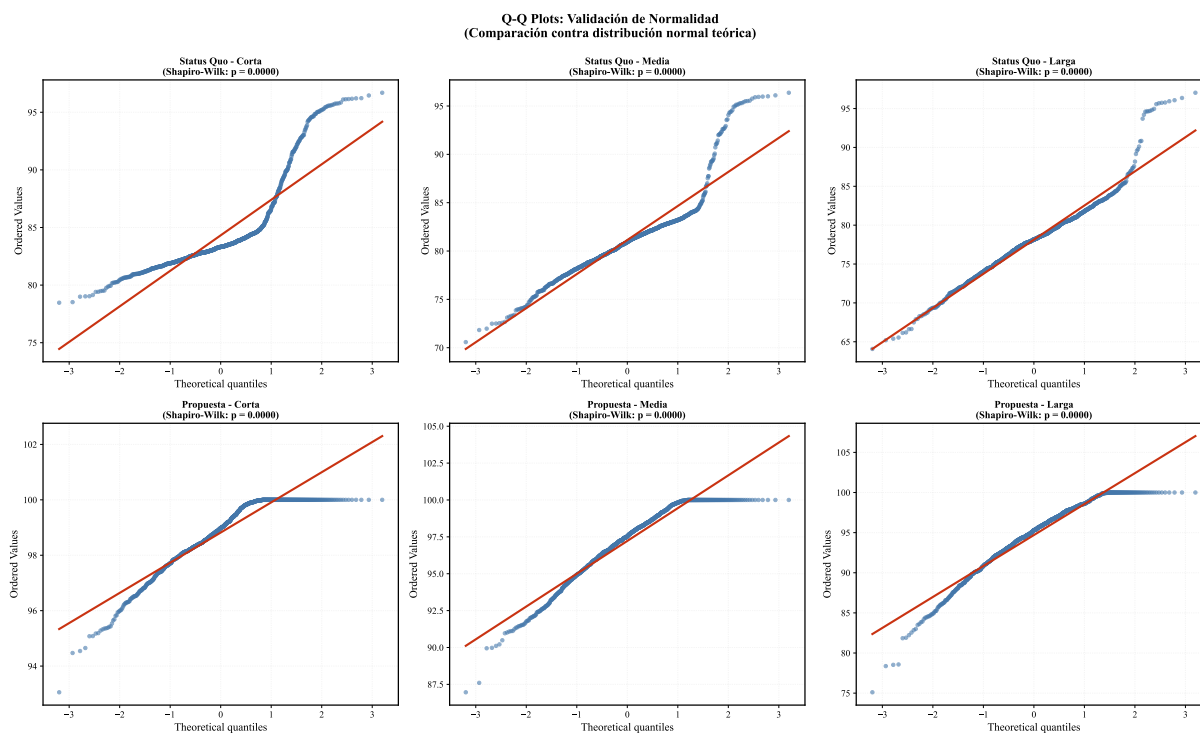 Q-Q Plots: Validación de Normalidad
(Comparación contra distribución normal teórica)
Status Quo - Corta
(Shapiro-Wilk: p = 0.0000)
Ordered Values
95
90
85
80
75
−3 −2 −1 0 1 2 3
Theoretical quantiles
Status Quo - Media
(Shapiro-Wilk: p = 0.0000)
Ordered Values
95
90
85
80
75
70
−3 −2 −1 0 1 2 3
Theoretical quantiles
Status Quo - Larga
(Shapiro-Wilk: p = 0.0000)
Ordered Values
95
90
85
80
75
70
65
−3 −2 −1 0 1 2 3
Theoretical quantiles
Propuesta - Corta
(Shapiro-Wilk: p = 0.0000)
Ordered Values
102
100
98
96
94
−3 −2 −1 0 1 2 3
Theoretical quantiles
Propuesta - Media
(Shapiro-Wilk: p = 0.0000)
Ordered Values
105.0
102.5
100.0
97.5
95.0
92.5
90.0
87.5
−3 −2 −1 0 1 2 3
Theoretical quantiles
Propuesta - Larga
(Shapiro-Wilk: p = 0.0000)
Ordered Values
105
100
95
90
85
80
75
−3 −2 −1 0 1 2 3
Theoretical quantiles